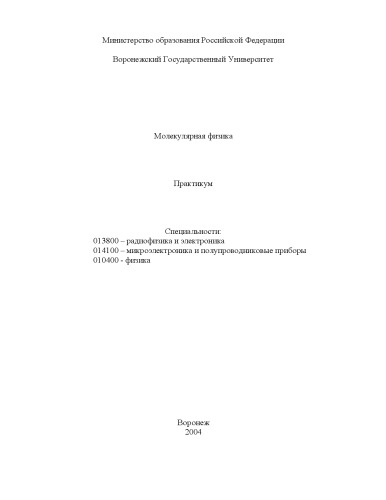 Министерство образования Российской Федерации
Воронежский Государственный Университет
Молекулярная физика
Практикум
Специальности:
013800 – радиофизика и электроника
014100 – микроэлектроника и полупроводниковые приборы
010400 - физика
Воронеж
2004